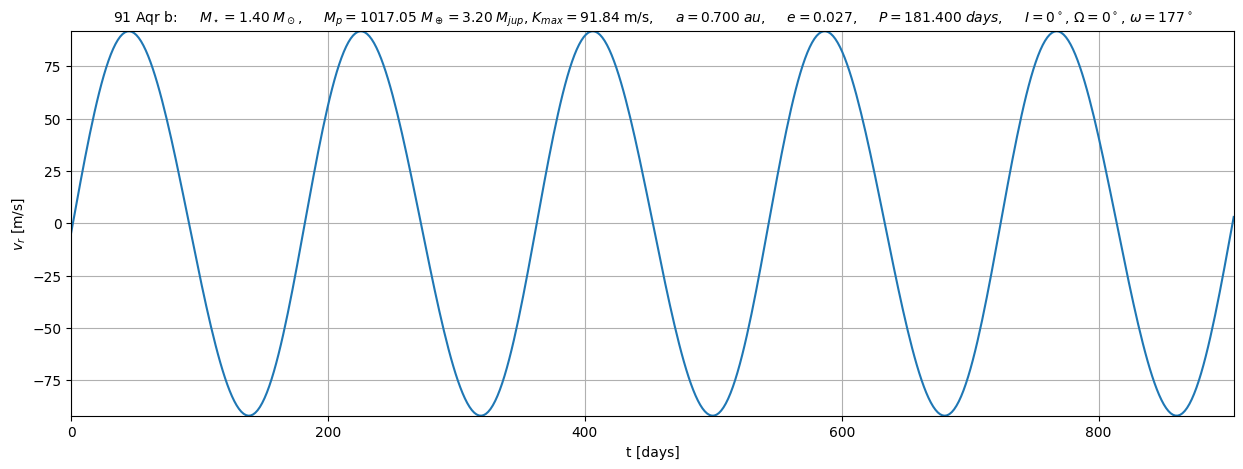 91 Aqr b: M⋆ = 1.40 M⊙, Mp = 1017.05 M⊕ = 3.20 Mjup, Kmax = 91.84 m/s, a = 0.700 au, e = 0.027, P = 181.400 days, I = 0°, Ω = 0°, ω = 177°
75
50
25
0
−25
−50
−75
vr [m/s]
0 200 400 600 800
t [days]